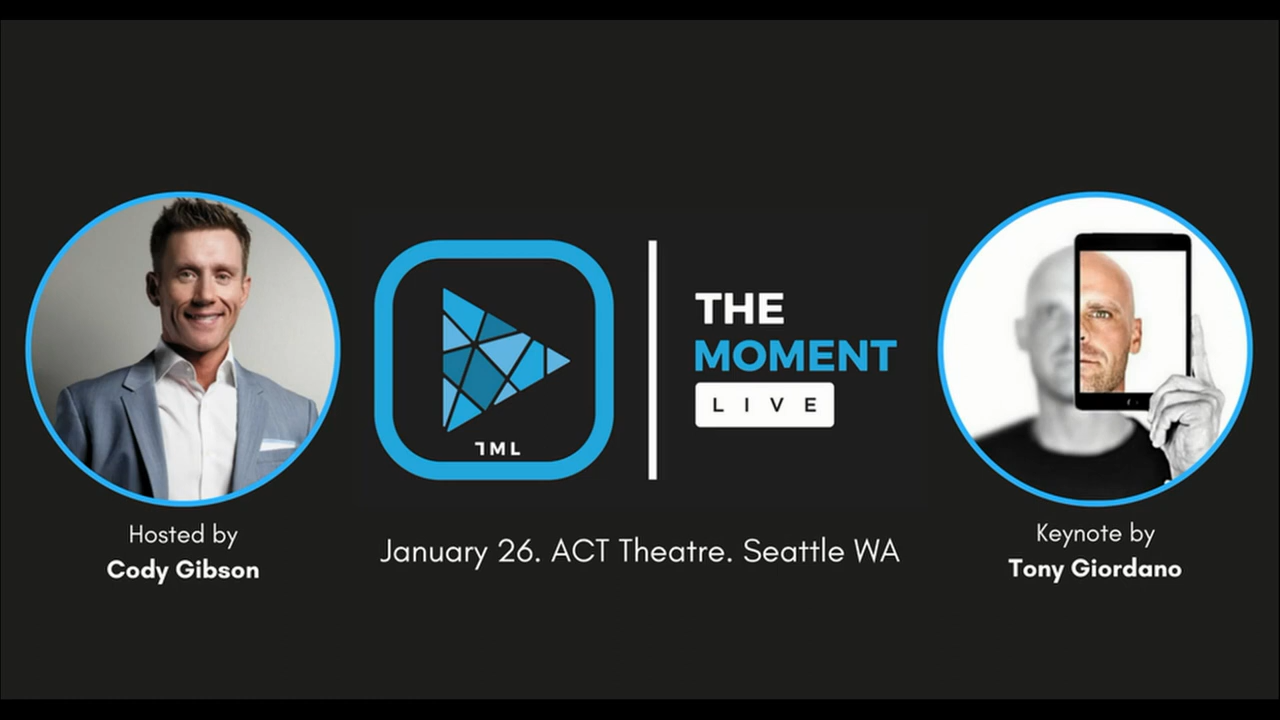 Hosted by
Cody Gibson
TML
THE
MOMENT
LIVE
January 26. ACT Theatre. Seattle WA
Keynote by
Tony Giordano